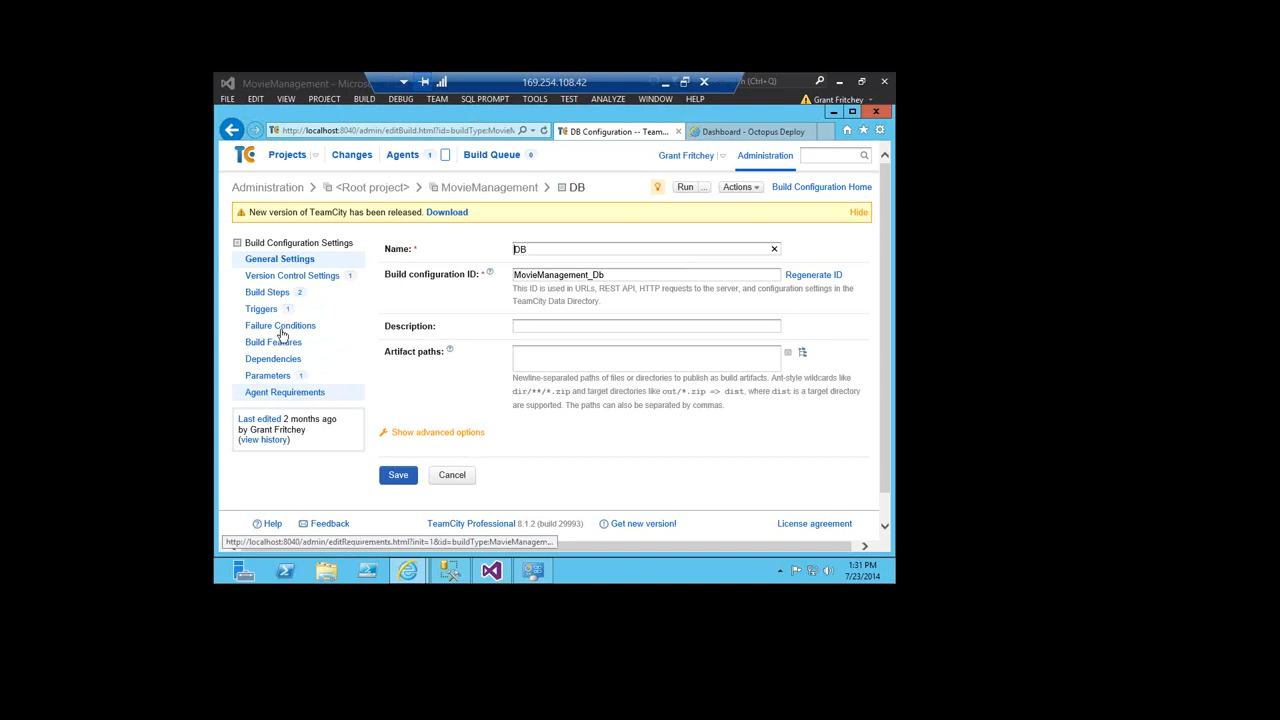 MovieManagement - Micros
169.254.108.42
(Ctrl+Q)
FILE EDIT VIEW PROJECT BUILD DEBUG TEAM SQL PROMPT TOOLS TEST ANALYZE WINDOW HELP Grant Fritchey
http://localhost:8040/admin/editBuild.html?id=buildType:MovieM
TC DB Configuration -- Team...
Dashboard - Octopus Deploy
TC Projects Changes Agents 1 Build Queue 0 Grant Fritchey Administration
Administration <Root project> MovieManagement DB Run ... Actions Build Configuration Home
New version of TeamCity has been released. Download Hide
Build Configuration Settings
General Settings
Version Control Settings 1
Build Steps 2
Triggers 1
Failure Conditions
Build Features
Dependencies
Parameters 1
Agent Requirements
Last edited 2 months ago
by Grant Fritchey
(view history)
Name: * DB
Build configuration ID: * MovieManagement_Db Regenerate ID
This ID is used in URLs, REST API, HTTP requests to the server, and configuration settings in the
TeamCity Data Directory.
Description:
Artifact paths:
Newline-separated paths of files or directories to publish as build artifacts. Ant-style wildcards like
dir/**/*.zip and target directories like out/*.zip => dist, where dist is a target directory
are supported. The paths can also be separated by commas.
Show advanced options
Save Cancel
Help Feedback TeamCity Professional 8.1.2 (build 29993) Get new version! License agreement
http://localhost:8040/admin/editRequirements.html?init=1&id=buildType:MovieManagem...
1:31 PM
7/23/2014